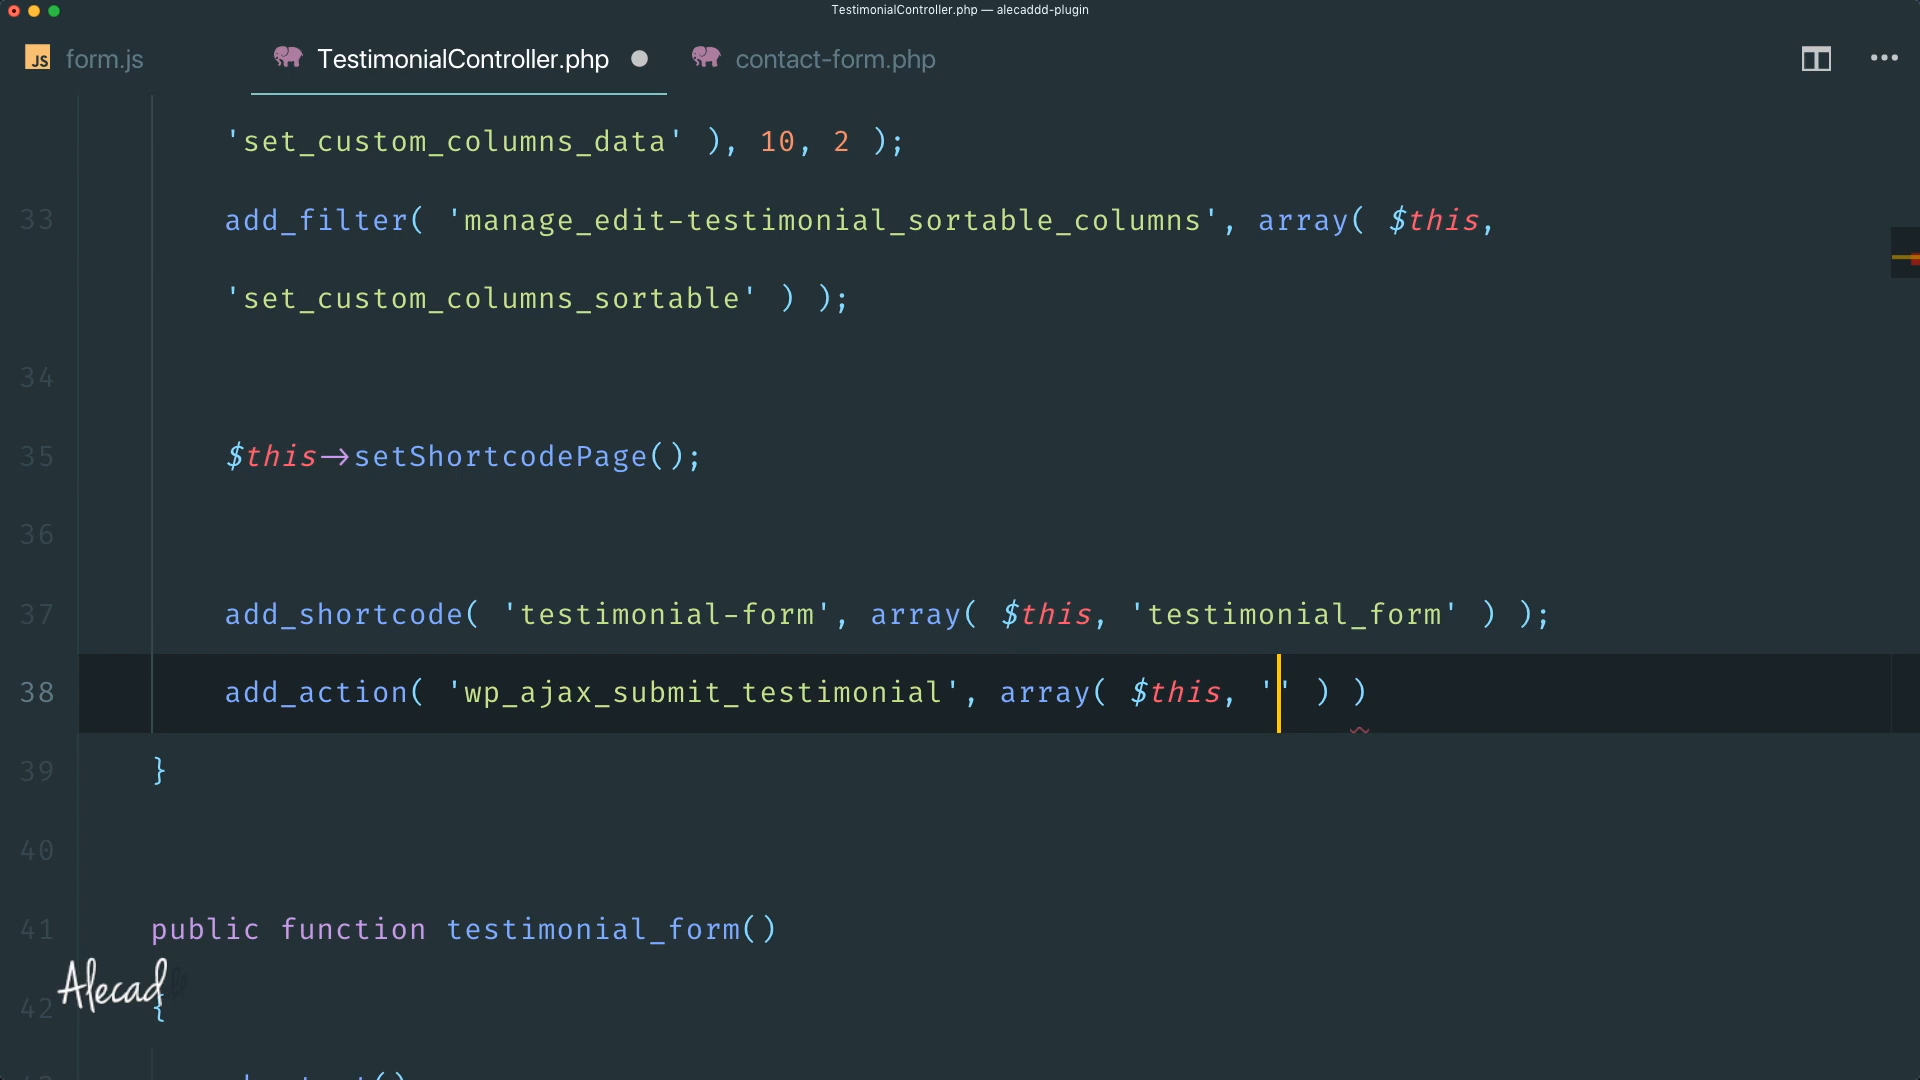 TestimonialController.php — alecaddd-plugin
JS form.js TestimonialController.php contact-form.php
'set_custom_columns_data' ), 10, 2 );
33 add_filter( 'manage_edit-testimonial_sortable_columns', array( $this,
'set_custom_columns_sortable' ) );
34
35 $this->setShortcodePage();
36
37 add_shortcode( 'testimonial-form', array( $this, 'testimonial_form' ) );
38 add_action( 'wp_ajax_submit_testimonial', array( $this, '' ) )
39 }
40
41 public function testimonial_form()
Alecad
42 {